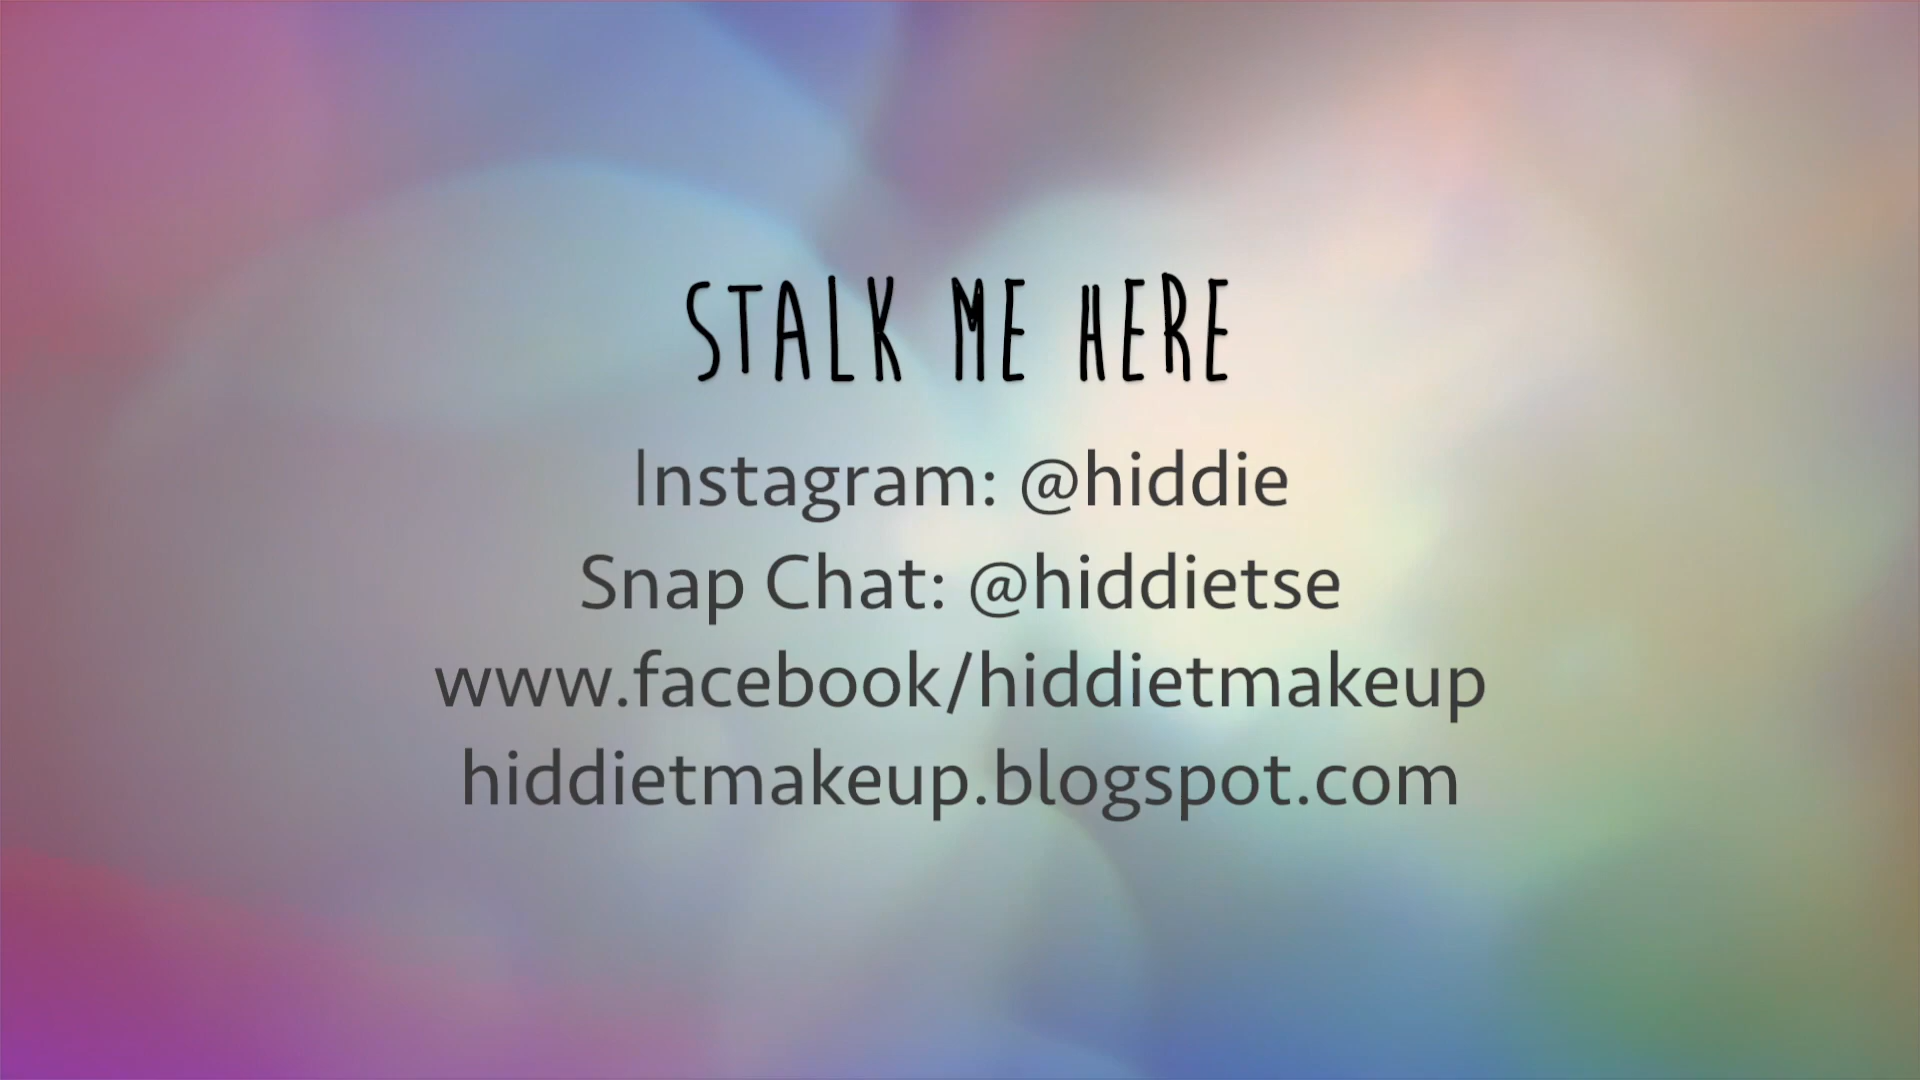 STALK ME HERE
Instagram: @hiddie
Snap Chat: @hiddietse
www.facebook/hiddietmakeup
hiddietmakeup.blogspot.com